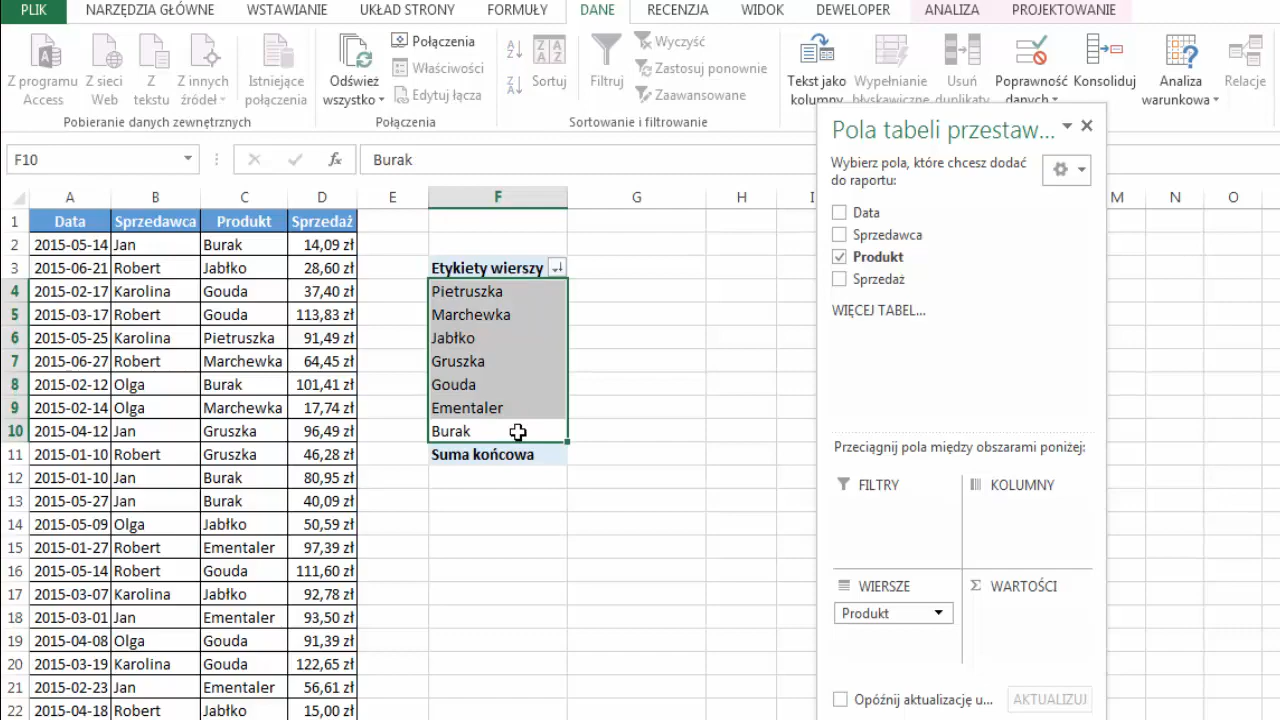 PLIK NARZĘDZIA GŁÓWNE WSTAWIANIE UKŁAD STRONY FORMUŁY DANE RECENZJA WIDOK DEWELOPER ANALIZA PROJEKTOWANIE
Z programu Access
Z sieci Web
Z tekstu
Z innych źródeł
Istniejące połączenia
Pobieranie danych zewnętrznych
Odśwież wszystko
Połączenia
Właściwości
Edytuj łącza
Połączenia
Sortuj
Filtruj
Wyczyść
Zastosuj ponownie
Zaawansowane
Sortowanie i filtrowanie
Tekst jako kolumny
Wypełnianie błyskawiczne
Usuń duplikaty
Poprawność danych
Konsoliduj
Analiza warunkowa
Relacje
F10 fx Burak
A B C D E F G H I M N O
1 Data Sprzedawca Produkt Sprzedaż
2 2015-05-14 Jan Burak 14,09 zł
3 2015-06-21 Robert Jabłko 28,60 zł Etykiety wierszy
4 2015-02-17 Karolina Gouda 37,40 zł Pietruszka
5 2015-03-17 Robert Gouda 113,83 zł Marchewka
6 2015-05-25 Karolina Pietruszka 91,49 zł Jabłko
7 2015-06-27 Robert Marchewka 64,45 zł Gruszka
8 2015-02-12 Olga Burak 101,41 zł Gouda
9 2015-02-14 Olga Marchewka 17,74 zł Ementaler
10 2015-04-12 Jan Gruszka 96,49 zł Burak
11 2015-01-10 Robert Gruszka 46,28 zł Suma końcowa
12 2015-01-10 Jan Burak 80,95 zł
13 2015-05-27 Jan Burak 40,09 zł
14 2015-05-09 Olga Jabłko 50,59 zł
15 2015-01-27 Robert Ementaler 97,39 zł
16 2015-05-14 Robert Gouda 111,60 zł
17 2015-03-07 Karolina Jabłko 92,78 zł
18 2015-03-01 Jan Ementaler 93,50 zł
19 2015-04-08 Olga Gouda 91,39 zł
20 2015-03-19 Karolina Gouda 122,65 zł
21 2015-02-23 Jan Ementaler 56,61 zł
22 2015-04-18 Robert Jabłko 15,00 zł
Pola tabeli przestaw...
Wybierz pola, które chcesz dodać
do raportu:
Data
Sprzedawca
Produkt
Sprzedaż
WIĘCEJ TABEL...
Przeciągnij pola między obszarami poniżej:
FILTRY
KOLUMNY
WIERSZE
WARTOŚCI
Produkt
Opóźnij aktualizację u...
AKTUALIZUJ